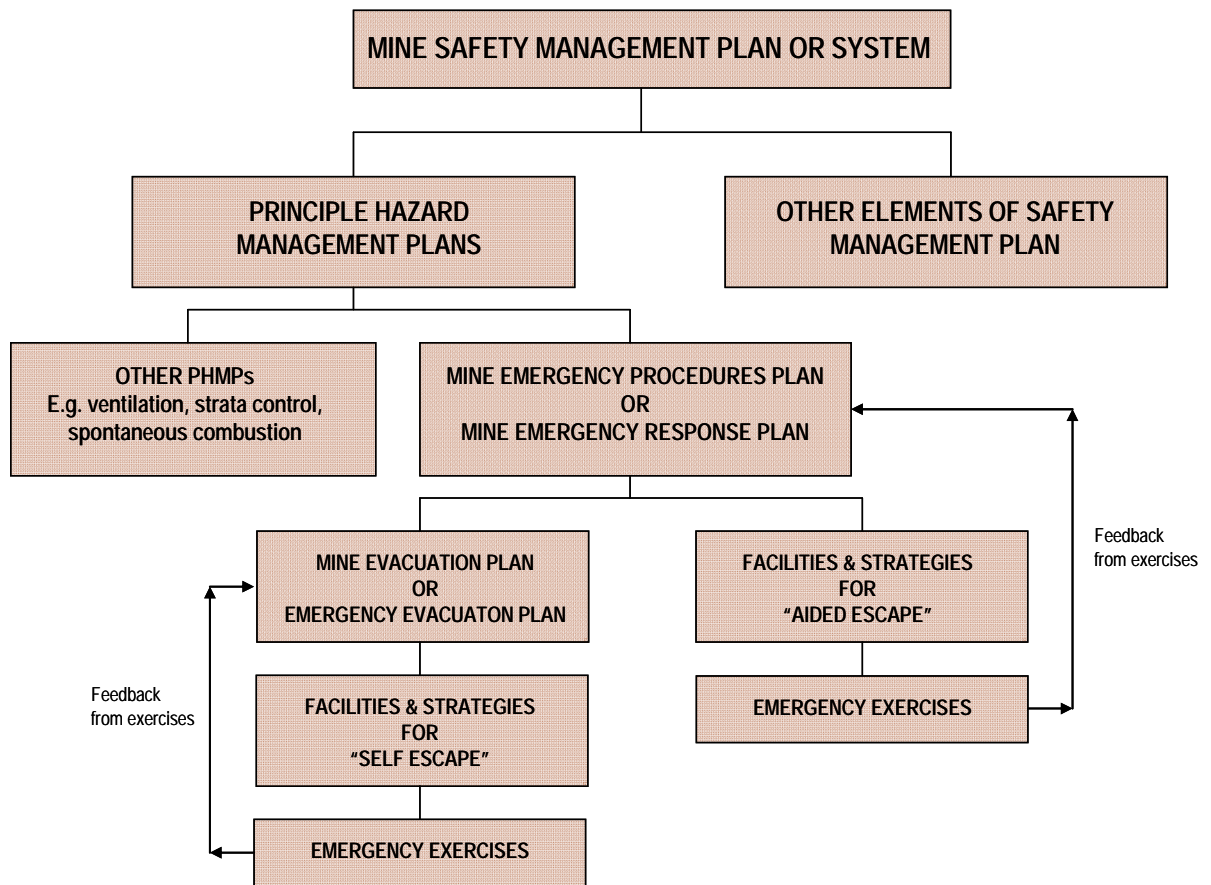 MINE SAFETY MANAGEMENT PLAN OR SYSTEM
PRINCIPLE HAZARD
MANAGEMENT PLANS
OTHER ELEMENTS OF SAFETY
MANAGEMENT PLAN
OTHER PHMPs
E.g. ventilation, strata control,
spontaneous combustion
MINE EMERGENCY PROCEDURES PLAN
OR
MINE EMERGENCY RESPONSE PLAN
MINE EVACUATION PLAN
OR
EMERGENCY EVACUATON PLAN
FACILITIES & STRATEGIES
FOR
“AIDED ESCAPE”
Feedback
from exercises
FACILITIES & STRATEGIES
FOR
“SELF ESCAPE”
EMERGENCY EXERCISES
Feedback
from exercises
EMERGENCY EXERCISES